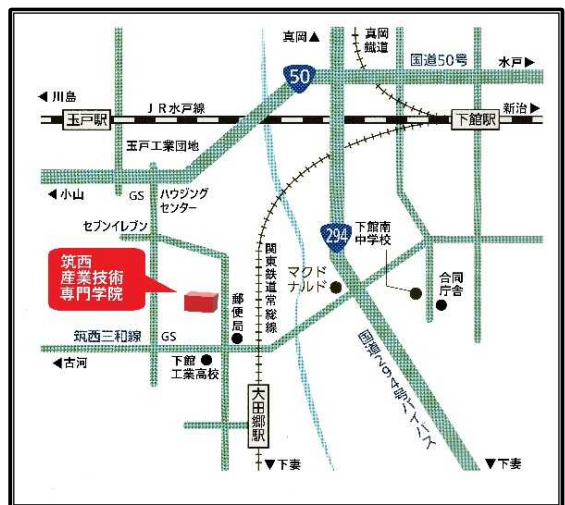 真岡▲
真岡
鐵道
国道50号
水戸▶
50
◀川島
JR水戸線
新治▶
玉戸駅
下館駅
玉戸工業団地
◀小山
GS
ハウジング
センター
セブンイレブン
294
下館南
中学校
筑西
産業技術
専門学院
関東鉄道常総線
マクド
ナルド
合同
庁舎
郵便局
筑西三和線
GS
◀古河
下館
工業高校
国道294号バイパス
大田郷駅
▼下妻
▼下妻